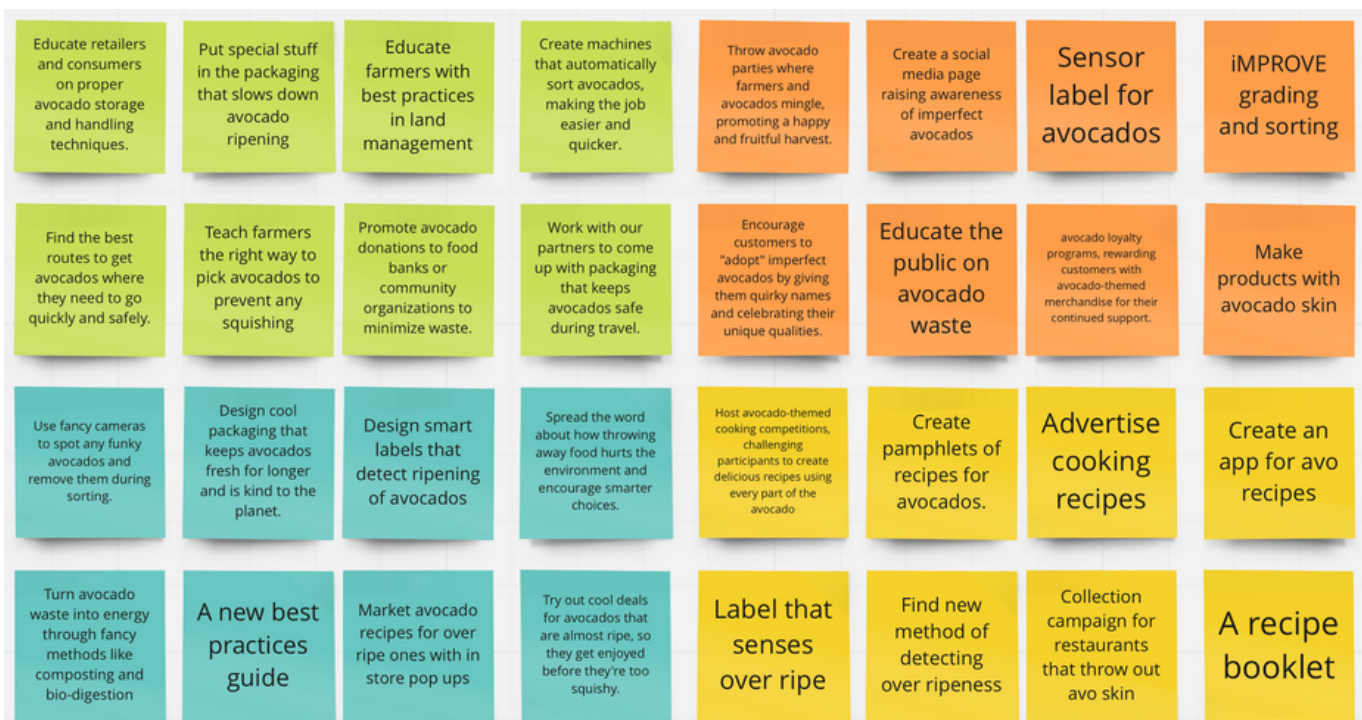 Educate retailers
and consumers
on proper
avocado storage
and handling
techniques.
Put special stuff
in the packaging
that slows down
avocado
ripening
Educate
farmers with
best practices
in land
management
Create machines
that automatically
sort avocados,
making the job
easier and
quicker.
Throw avocado
parties where
farmers and
avocados mingle,
promoting a happy
and fruitful harvest.
Create a social
media page
raising awareness
of imperfect
avocados
Sensor
label for
avocados
iMPROVE
grading
and sorting
Find the best
routes to get
avocados where
they need to go
quickly and safely.
Teach farmers
the right way to
pick avocados to
prevent any
squishing
Promote avocado
donations to food
banks or
community
organizations to
minimize waste.
Work with our
partners to come
up with packaging
that keeps
avocados safe
during travel.
Encourage
customers to
"adopt" imperfect
avocados by giving
them quirky names
and celebrating their
unique qualities.
Educate the
public on
avocado
waste
avocado loyalty
programs, rewarding
customers with
avocado-themed
merchandise for their
continued support.
Make
products with
avocado skin
Use fancy cameras
to spot any funky
avocados and
remove them during
sorting.
Design cool
packaging that
keeps avocados
fresh for longer
and is kind to the
planet.
Design smart
labels that
detect ripening
of avocados
Spread the word
about how throwing
away food hurts the
environment and
encourage smarter
choices.
Host avocado-themed
cooking competitions,
challenging
participants to create
delicious recipes using
every part of the
avocado
Create
pamphlets of
recipes for
avocados.
Advertise
cooking
recipes
Create an
app for avo
recipes
Turn avocado
waste into energy
through fancy
methods like
composting and
bio-digestion
A new best
practices
guide
Market avocado
recipes for over
ripe ones with in
store pop ups
Try out cool deals
for avocados that
are almost ripe, so
they get enjoyed
before they're too
squishy.
Label that
senses
over ripe
Find new
method of
detecting
over ripeness
Collection
campaign for
restaurants
that throw out
avo skin
A recipe
booklet